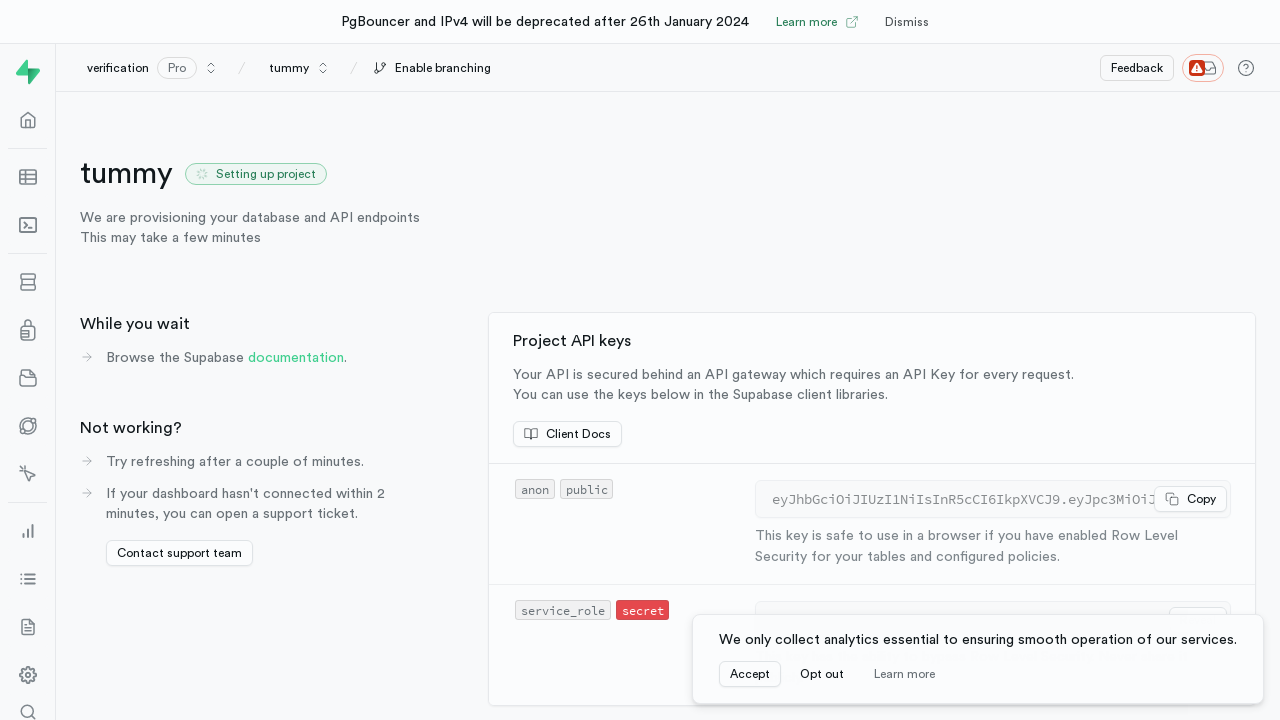 PgBouncer and IPv4 will be deprecated after 26th January 2024 Learn more Dismiss
verification Pro / tummy / Enable branching Feedback
tummy Setting up project
We are provisioning your database and API endpoints
This may take a few minutes
While you wait
Browse the Supabase documentation.
Not working?
Try refreshing after a couple of minutes.
If your dashboard hasn't connected within 2
minutes, you can open a support ticket.
Contact support team
Project API keys
Your API is secured behind an API gateway which requires an API Key for every request.
You can use the keys below in the Supabase client libraries.
Client Docs
anon public eyJhbGciOiJIUzI1NiIsInR5cCI6IkpXVCJ9.eyJpc3MiOiJ Copy
This key is safe to use in a browser if you have enabled Row Level
Security for your tables and configured policies.
service_role secret
We only collect analytics essential to ensuring smooth operation of our services.
Accept Opt out Learn more